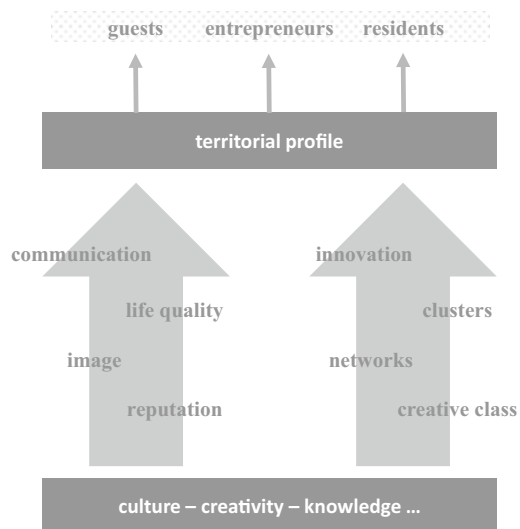 guests entrepreneurs residents
territorial profile
communication innovation
life quality clusters
image networks
reputation creative class
culture – creativity – knowledge ...